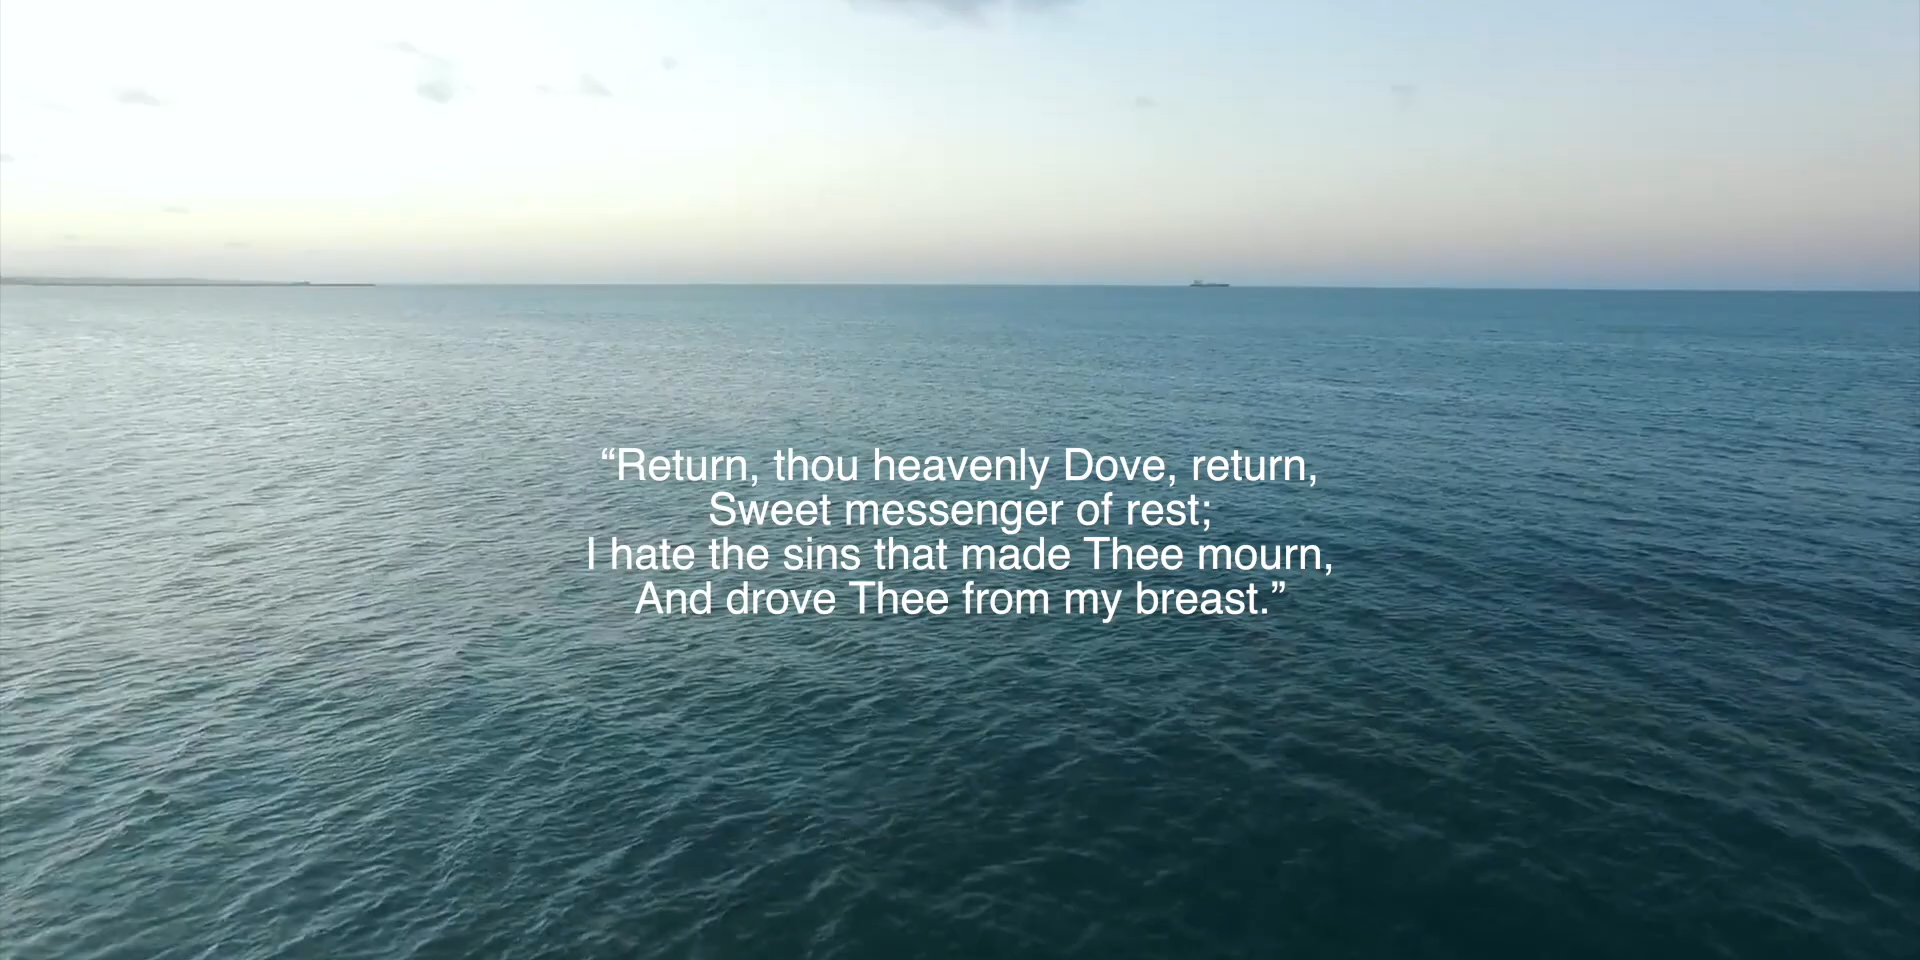 “Return, thou heavenly Dove, return,
Sweet messenger of rest;
I hate the sins that made Thee mourn,
And drove Thee from my breast.”